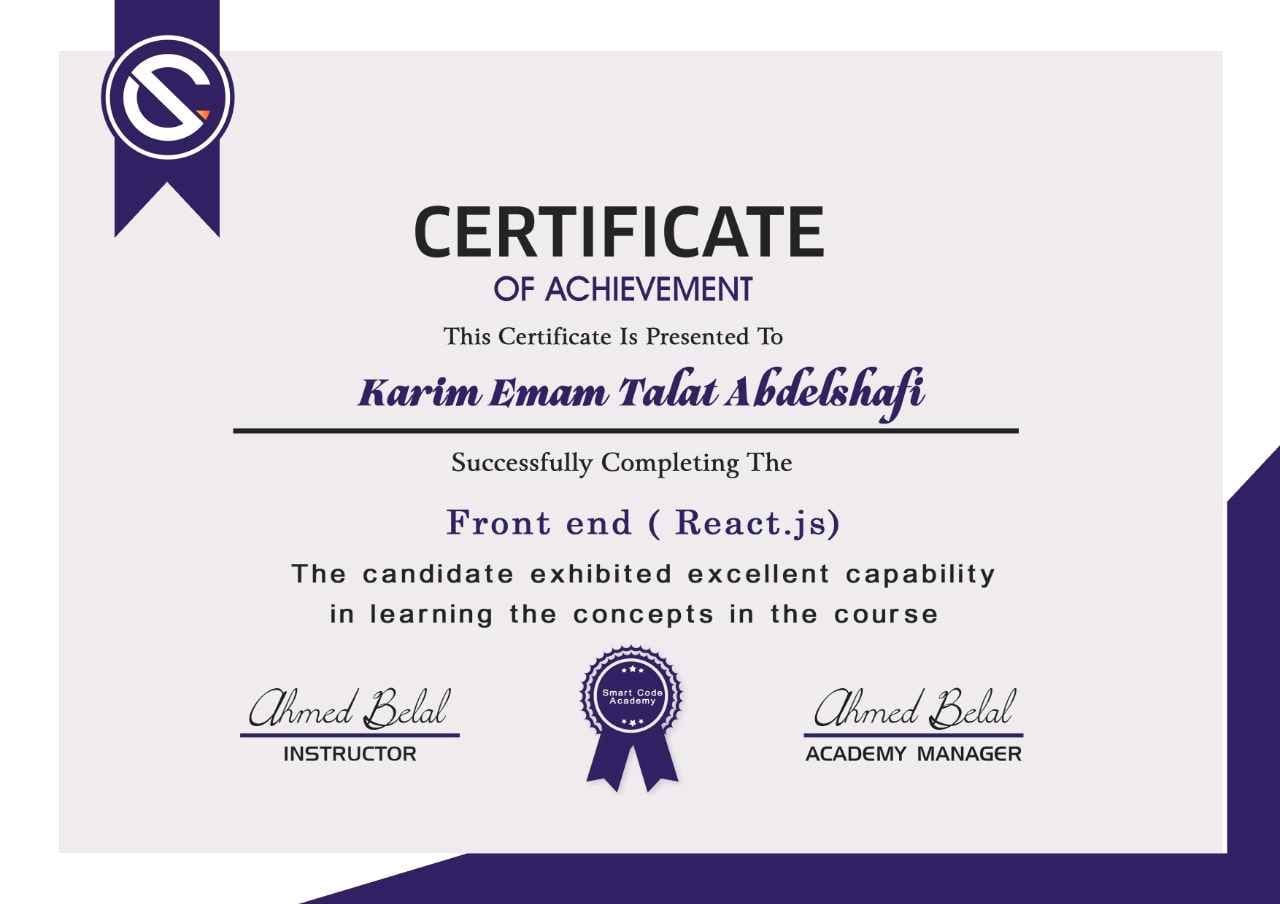 CERTIFICATE
OF ACHIEVEMENT
This Certificate Is Presented To
Karim Emam Talat Abdelshafi
Successfully Completing The
Front end ( React.js)
The candidate exhibited excellent capability
in learning the concepts in the course
Smart Code
Academy
Ahmed Belal
INSTRUCTOR
Ahmed Belal
ACADEMY MANAGER